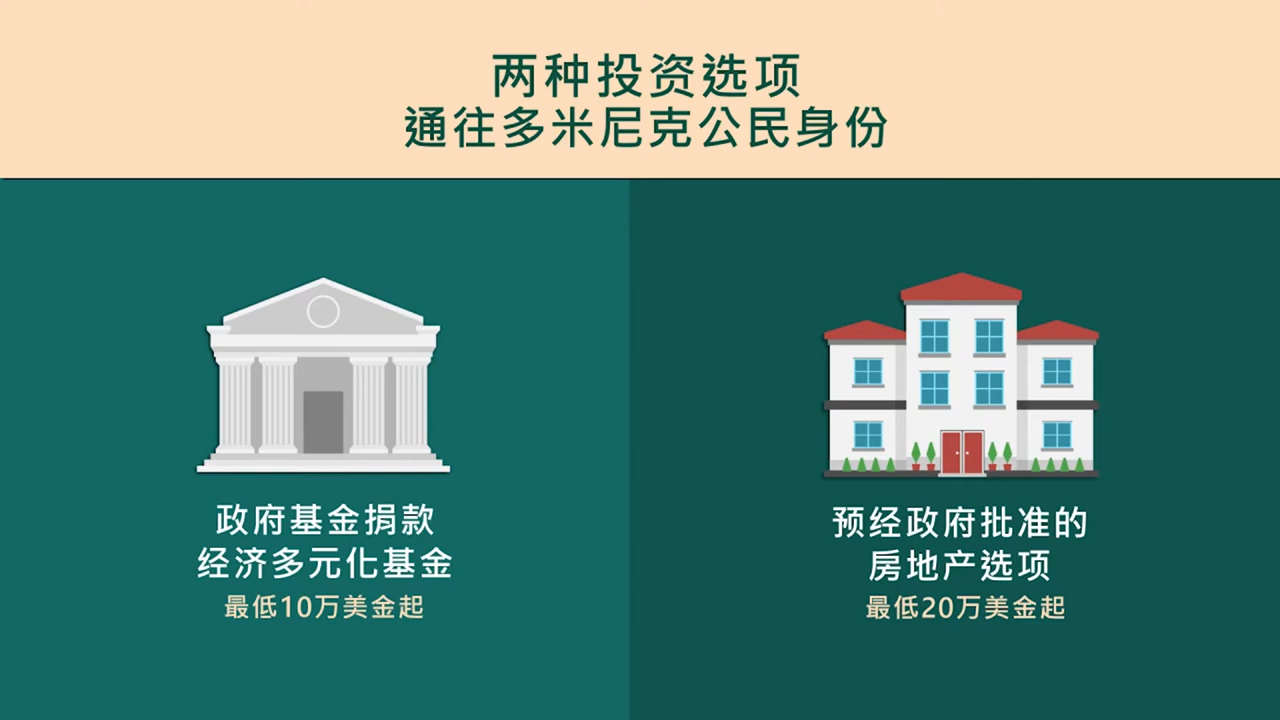 两种投资选项
通往多米尼克公民身份
政府基金捐款
经济多元化基金
最低10万美金起
预经政府批准的
房地产选项
最低20万美金起